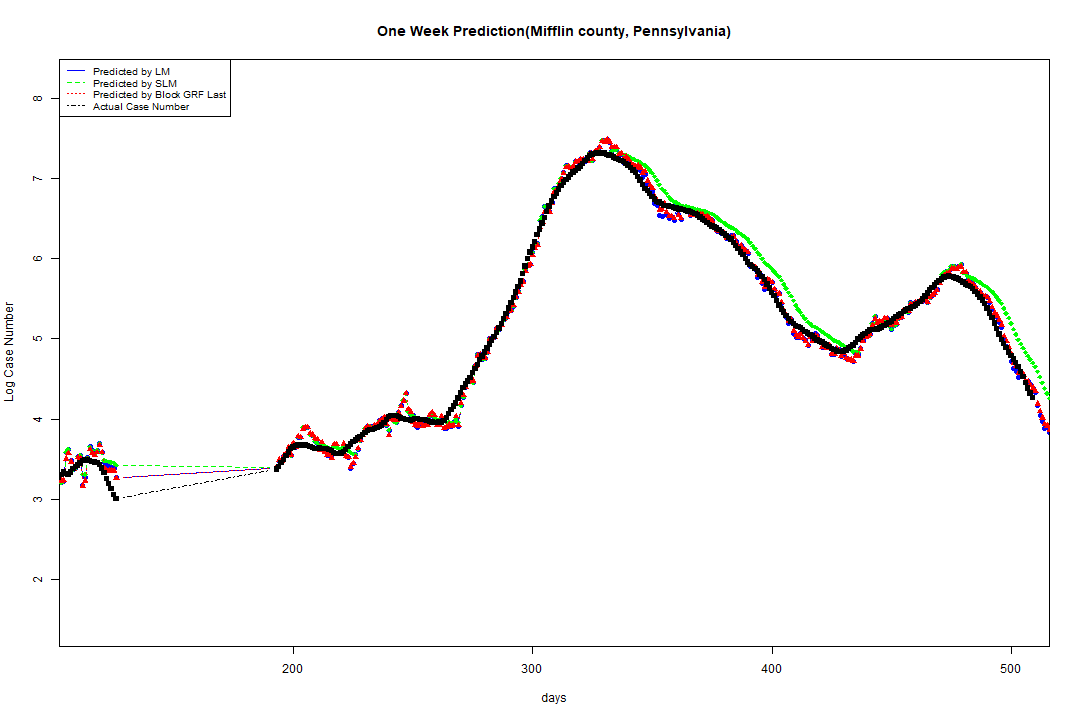 One Week Prediction(Mifflin county, Pennsylvania)
Predicted by LM
Predicted by SLM
Predicted by Block GRF Last
Actual Case Number
8
7
6
5
4
3
2
Log Case Number
200 300 400 500
days